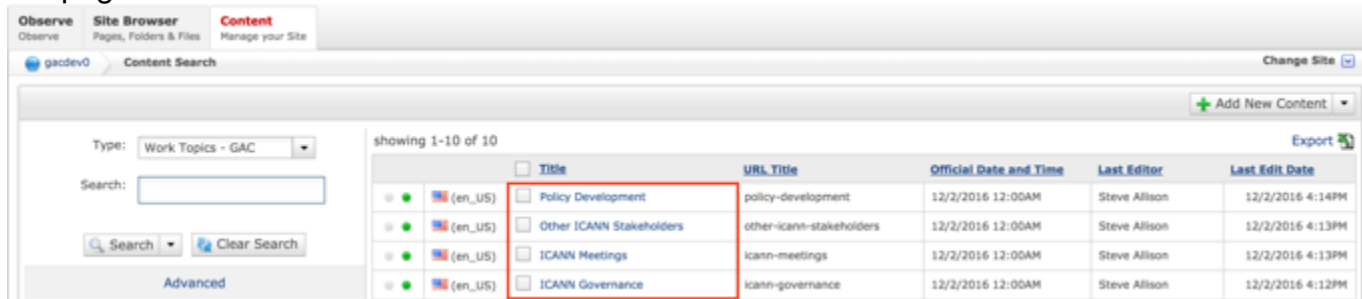 Observe Site Browser Content
Observe Pages, Folders & Files Manage your Site
gacdev0 Content Search Change Site
Add New Content
Type: Work Topics - GAC showing 1-10 of 10 Export
Title URL Title Official Date and Time Last Editor Last Edit Date
Search:
(en_US) Policy Development policy-development 12/2/2016 12:00AM Steve Allison 12/2/2016 4:14PM
(en_US) Other ICANN Stakeholders other-icann-stakeholders 12/2/2016 12:00AM Steve Allison 12/2/2016 4:13PM
Search Clear Search
(en_US) ICANN Meetings icann-meetings 12/2/2016 12:00AM Steve Allison 12/2/2016 4:13PM
Advanced (en_US) ICANN Governance icann-governance 12/2/2016 12:00AM Steve Allison 12/2/2016 4:12PM